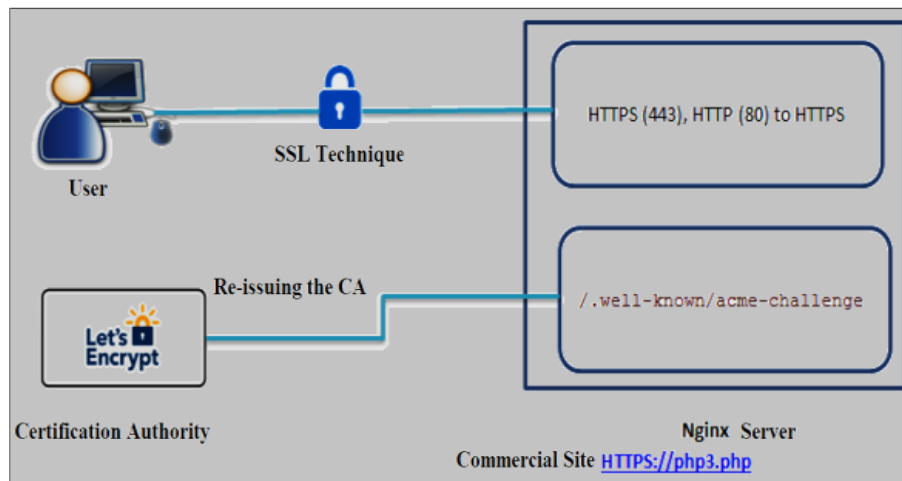 HTTPS (443), HTTP (80) to HTTPS
SSL Technique
User
Re-issuing the CA
/.well-known/acme-challenge
Let's
Encrypt
Certification Authority
Nginx Server
Commercial Site HTTPS://php3.php